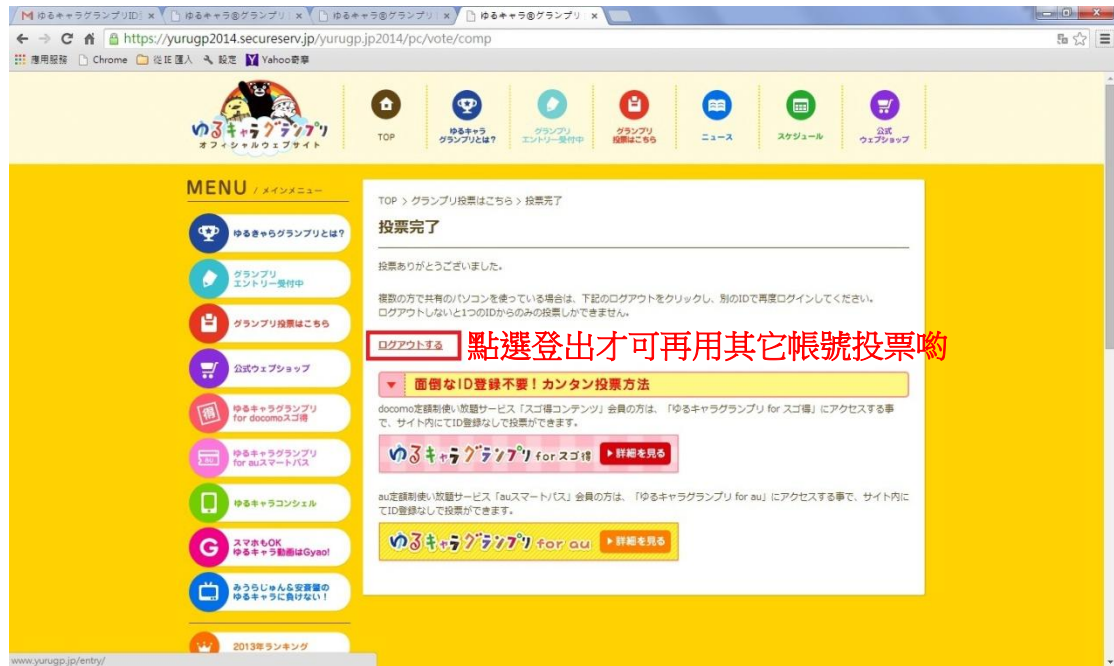 ゆるキャラグランプリID
ゆるキャラ®グランプリ
ゆるキャラ®グランプリ
ゆるキャラ®グランプリ
https://yurugp2014.secureserv.jp/yurugp.jp2014/pc/vote/comp
應用服務 Chrome 從 IE 匯入 設定 Yahoo奇摩
ゆるキャラグランプリ
オフィシャルウェブサイト
TOP
ゆるキャラ
グランプリとは?
グランプリ
エントリー受付中
グランプリ
投票はこちら
ニュース
スケジュール
公式
ウェブショップ
MENU / メインメニュー
ゆるきゃらグランプリとは?
グランプリ
エントリー受付中
グランプリ投票はこちら
公式ウェブショップ
得
ゆるキャラグランプリ
for docomoスゴ得
au
ゆるキャラグランプリ
for auスマートパス
ゆるキャラコンシェル
G
スマホもOK
ゆるキャラ動画はGyao!
みうらじゅん&安齋肇の
ゆるキャラに負けない!
2013年ランキング
TOP > グランプリ投票はこちら > 投票完了
投票完了
投票ありがとうございました。
複数の方で共有のパソコンを使っている場合は、下記のログアウトをクリックし、別のIDで再度ログインしてください。
ログアウトしないと1つのIDからのみの投票しかできません。
ログアウトする
點選登出才可再用其它帳號投票喲
面倒なID登録不要!カンタン投票方法
docomo定額制使い放題サービス「スゴ得コンテンツ」会員の方は、「ゆるキャラグランプリ for スゴ得」にアクセスする事
で、サイト内にてID登録なしで投票ができます。
ゆるキャラグランプリ for スゴ得 詳細を見る
au定額制使い放題サービス「auスマートパス」会員の方は、「ゆるキャラグランプリ for au」にアクセスする事で、サイト内に
てID登録なしで投票ができます。
ゆるキャラグランプリ for au 詳細を見る
www.yurugp.jp/entry/